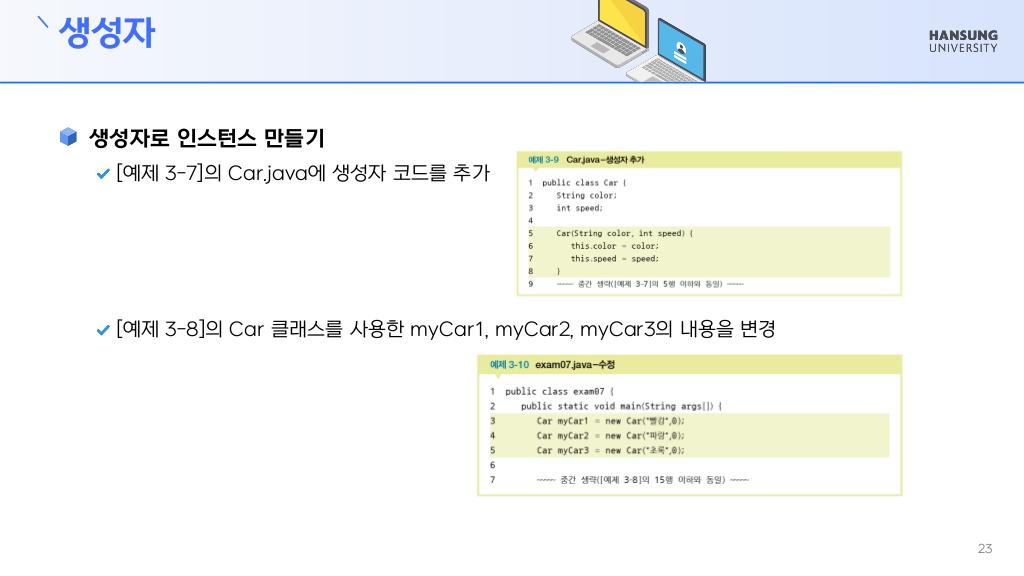 생성자
HANSUNG
UNIVERSITY
생성자로 인스턴스 만들기
[예제 3-7]의 Car.java에 생성자 코드를 추가
예제 3-9 Car.java-생성자 추가
1 public class Car {
2 String color;
3 int speed;
4
5 Car(String color, int speed) {
6 this.color = color;
7 this.speed = speed;
8 }
9 ~~~~ 중간 생략([예제 3-7]의 5행 이하와 동일) ~~~~
[예제 3-8]의 Car 클래스를 사용한 myCar1, myCar2, myCar3의 내용을 변경
예제 3-10 exam07.java-수정
1 public class exam07 {
2 public static void main(String args[]) {
3 Car myCar1 = new Car("빨강",0);
4 Car myCar2 = new Car("파랑",0);
5 Car myCar3 = new Car("초록",0);
6
7 ~~~~ 중간 생략([예제 3-8]의 15행 이하와 동일) ~~~~
23